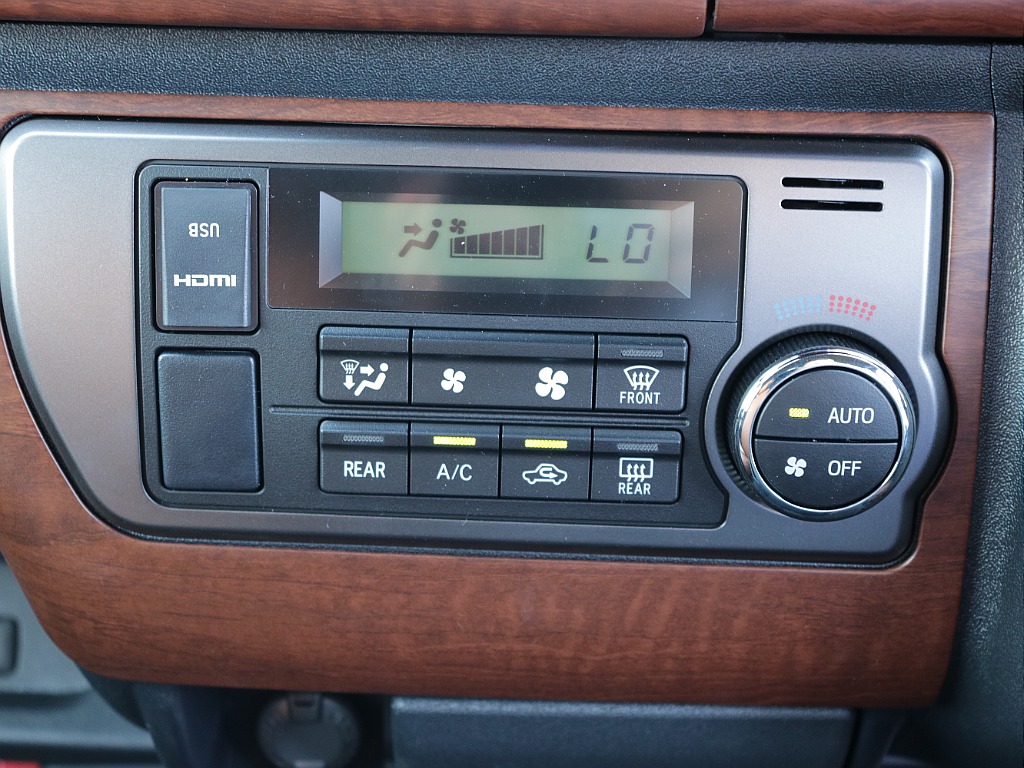 USB
HDMI
LO
FRONT
REAR
A/C
REAR
AUTO
OFF